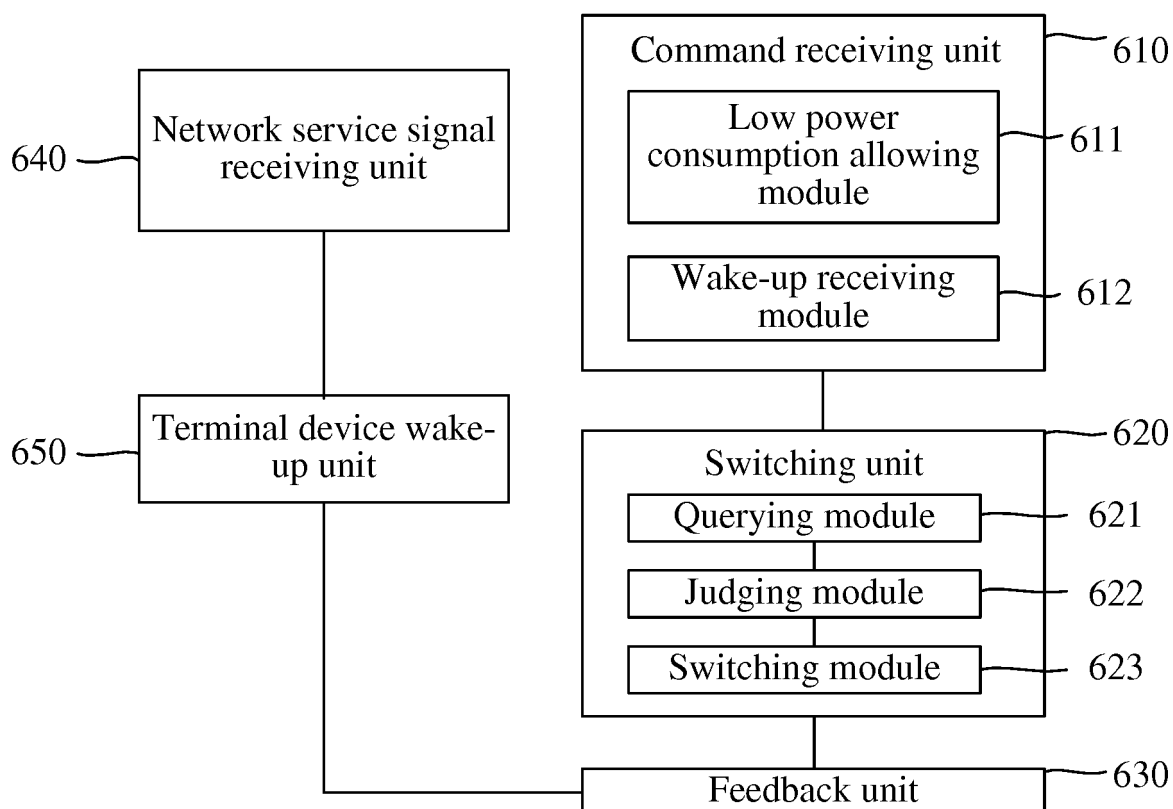 Command receiving unit
610
Low power
consumption allowing
module
611
Wake-up receiving
module
612
Network service signal
receiving unit
640
Terminal device wake-
up unit
650
Switching unit
620
Querying module
621
Judging module
622
Switching module
623
Feedback unit
630